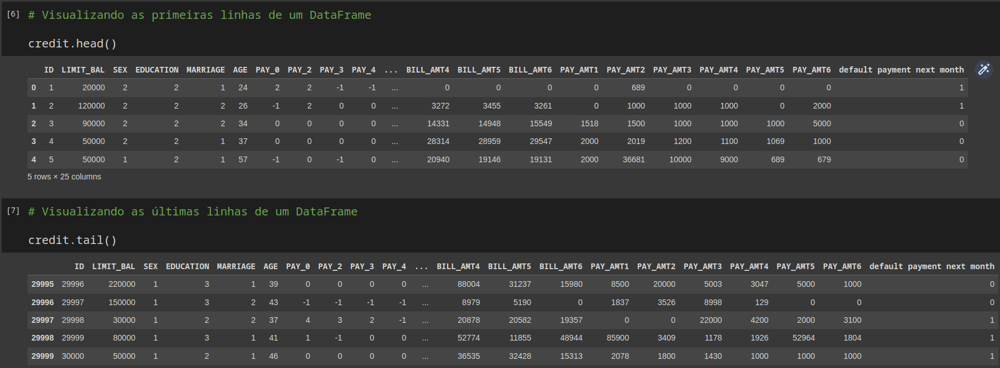 [6] # Visualizando as primeiras linhas de um DataFrame
credit.head()
ID LIMIT_BAL SEX EDUCATION MARRIAGE AGE PAY_0 PAY_2 PAY_3 PAY_4 ... BILL_AMT4 BILL_AMT5 BILL_AMT6 PAY_AMT1 PAY_AMT2 PAY_AMT3 PAY_AMT4 PAY_AMT5 PAY_AMT6 default payment next month
0 1 20000 2 2 1 24 2 2 -1 -1 ... 0 0 0 0 689 0 0 0 0 1
1 2 120000 2 2 2 26 -1 2 0 0 ... 3272 3455 3261 0 1000 1000 1000 0 2000 1
2 3 90000 2 2 2 34 0 0 0 0 ... 14331 14948 15549 1518 1500 1000 1000 1000 5000 0
3 4 50000 2 2 1 37 0 0 0 0 ... 28314 28959 29547 2000 2019 1200 1100 1069 1000 0
4 5 50000 1 2 1 57 -1 0 -1 0 ... 20940 19146 19131 2000 36681 10000 9000 689 679 0
5 rows × 25 columns
[7] # Visualizando as últimas linhas de um DataFrame
credit.tail()
ID LIMIT_BAL SEX EDUCATION MARRIAGE AGE PAY_0 PAY_2 PAY_3 PAY_4 ... BILL_AMT4 BILL_AMT5 BILL_AMT6 PAY_AMT1 PAY_AMT2 PAY_AMT3 PAY_AMT4 PAY_AMT5 PAY_AMT6 default payment next month
29995 29996 220000 1 3 1 39 0 0 0 0 ... 88004 31237 15980 8500 20000 5003 3047 5000 1000 0
29996 29997 150000 1 3 2 43 -1 -1 -1 -1 ... 8979 5190 0 1837 3526 8998 129 0 0 0
29997 29998 30000 1 2 2 37 4 3 2 -1 ... 20878 20582 19357 0 0 22000 4200 2000 3100 1
29998 29999 80000 1 3 1 41 1 -1 0 0 ... 52774 11855 48944 85900 3409 1178 1926 52964 1804 1
29999 30000 50000 1 2 1 46 0 0 0 0 ... 36535 32428 15313 2078 1800 1430 1000 1000 1000 1